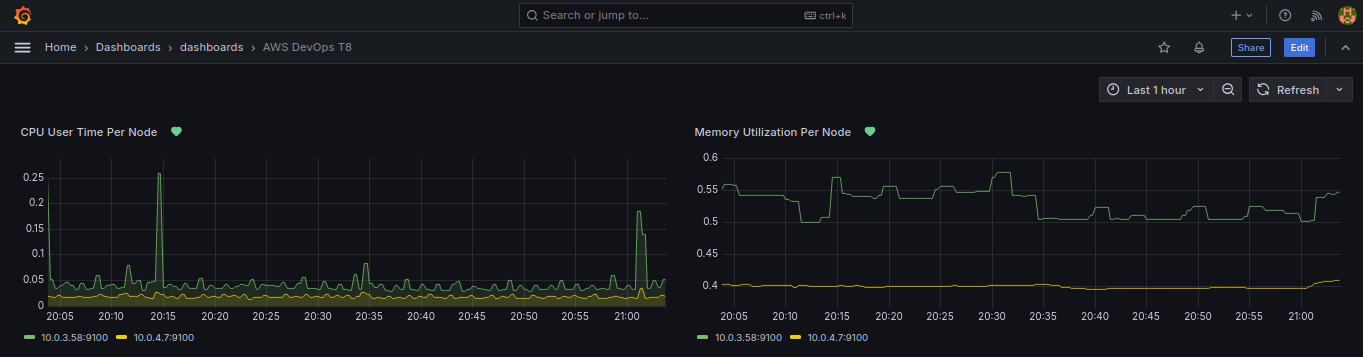 Search or jump to... ctrl+k
Home › Dashboards › dashboards › AWS DevOps T8
Share Edit
Last 1 hour Refresh
CPU User Time Per Node
0.25
0.2
0.15
0.1
0.05
0
20:05 20:10 20:15 20:20 20:25 20:30 20:35 20:40 20:45 20:50 20:55 21:00
10.0.3.58:9100 10.0.4.7:9100
Memory Utilization Per Node
0.6
0.55
0.5
0.45
0.4
20:05 20:10 20:15 20:20 20:25 20:30 20:35 20:40 20:45 20:50 20:55 21:00
10.0.3.58:9100 10.0.4.7:9100